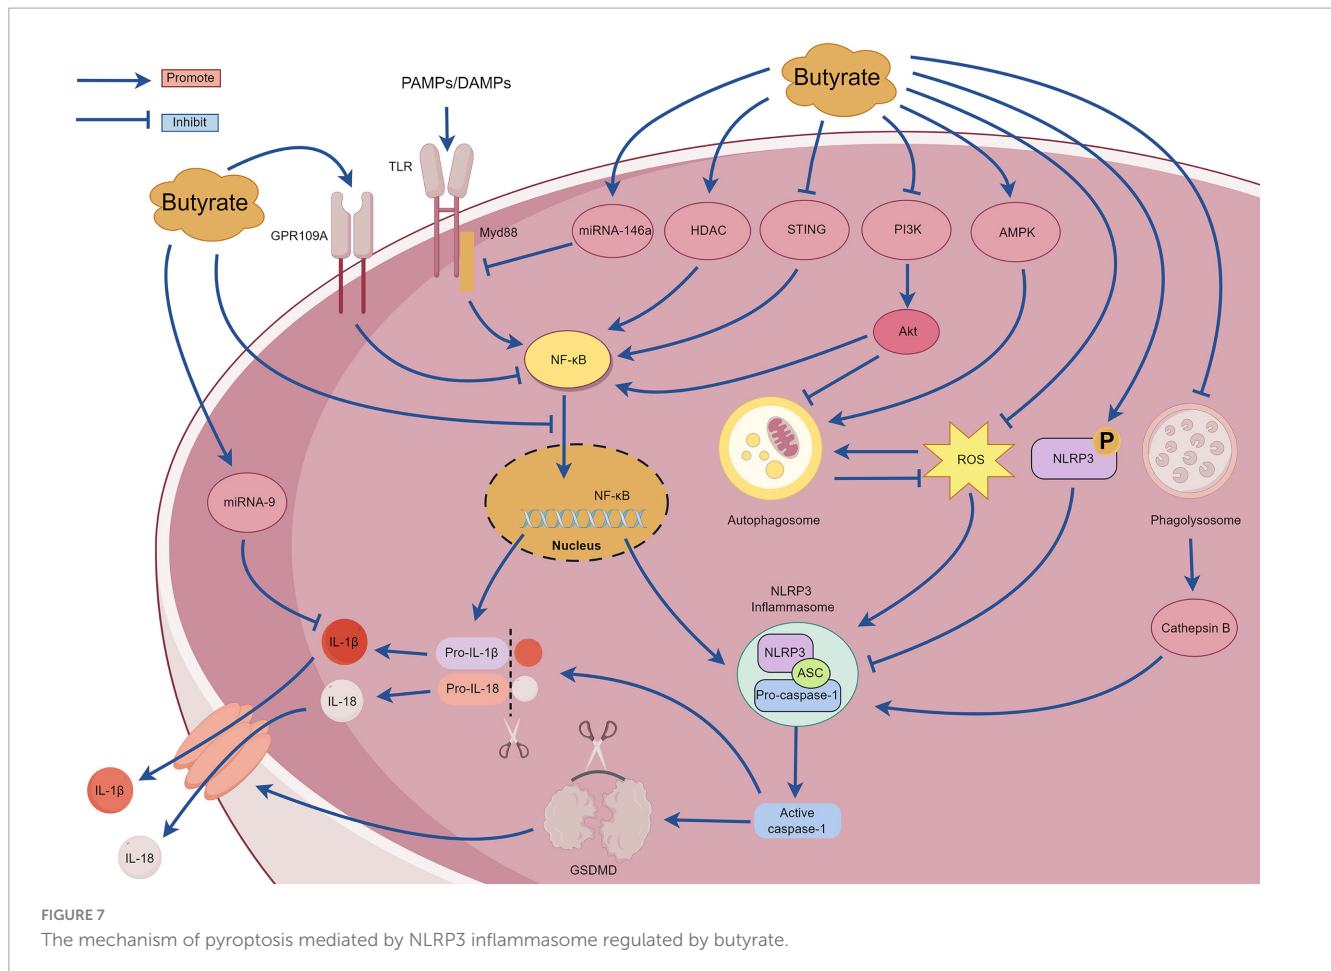 Promote
Inhibit
PAMPs/DAMPs
Butyrate
TLR
Butyrate
GPR109A
Myd88
miRNA-146a
HDAC
STING
PI3K
AMPK
Akt
NF-κB
P
NLRP3
ROS
miRNA-9
NF-κB
Nucleus
Autophagosome
Phagolysosome
NLRP3
Inflammasome
Cathepsin B
IL-1β
Pro-IL-1β
NLRP3
ASC
Pro-caspase-1
IL-18
Pro-IL-18
IL-1β
IL-18
Active
caspase-1
GSDMD
FIGURE 7
The mechanism of pyroptosis mediated by NLRP3 inflammasome regulated by butyrate.